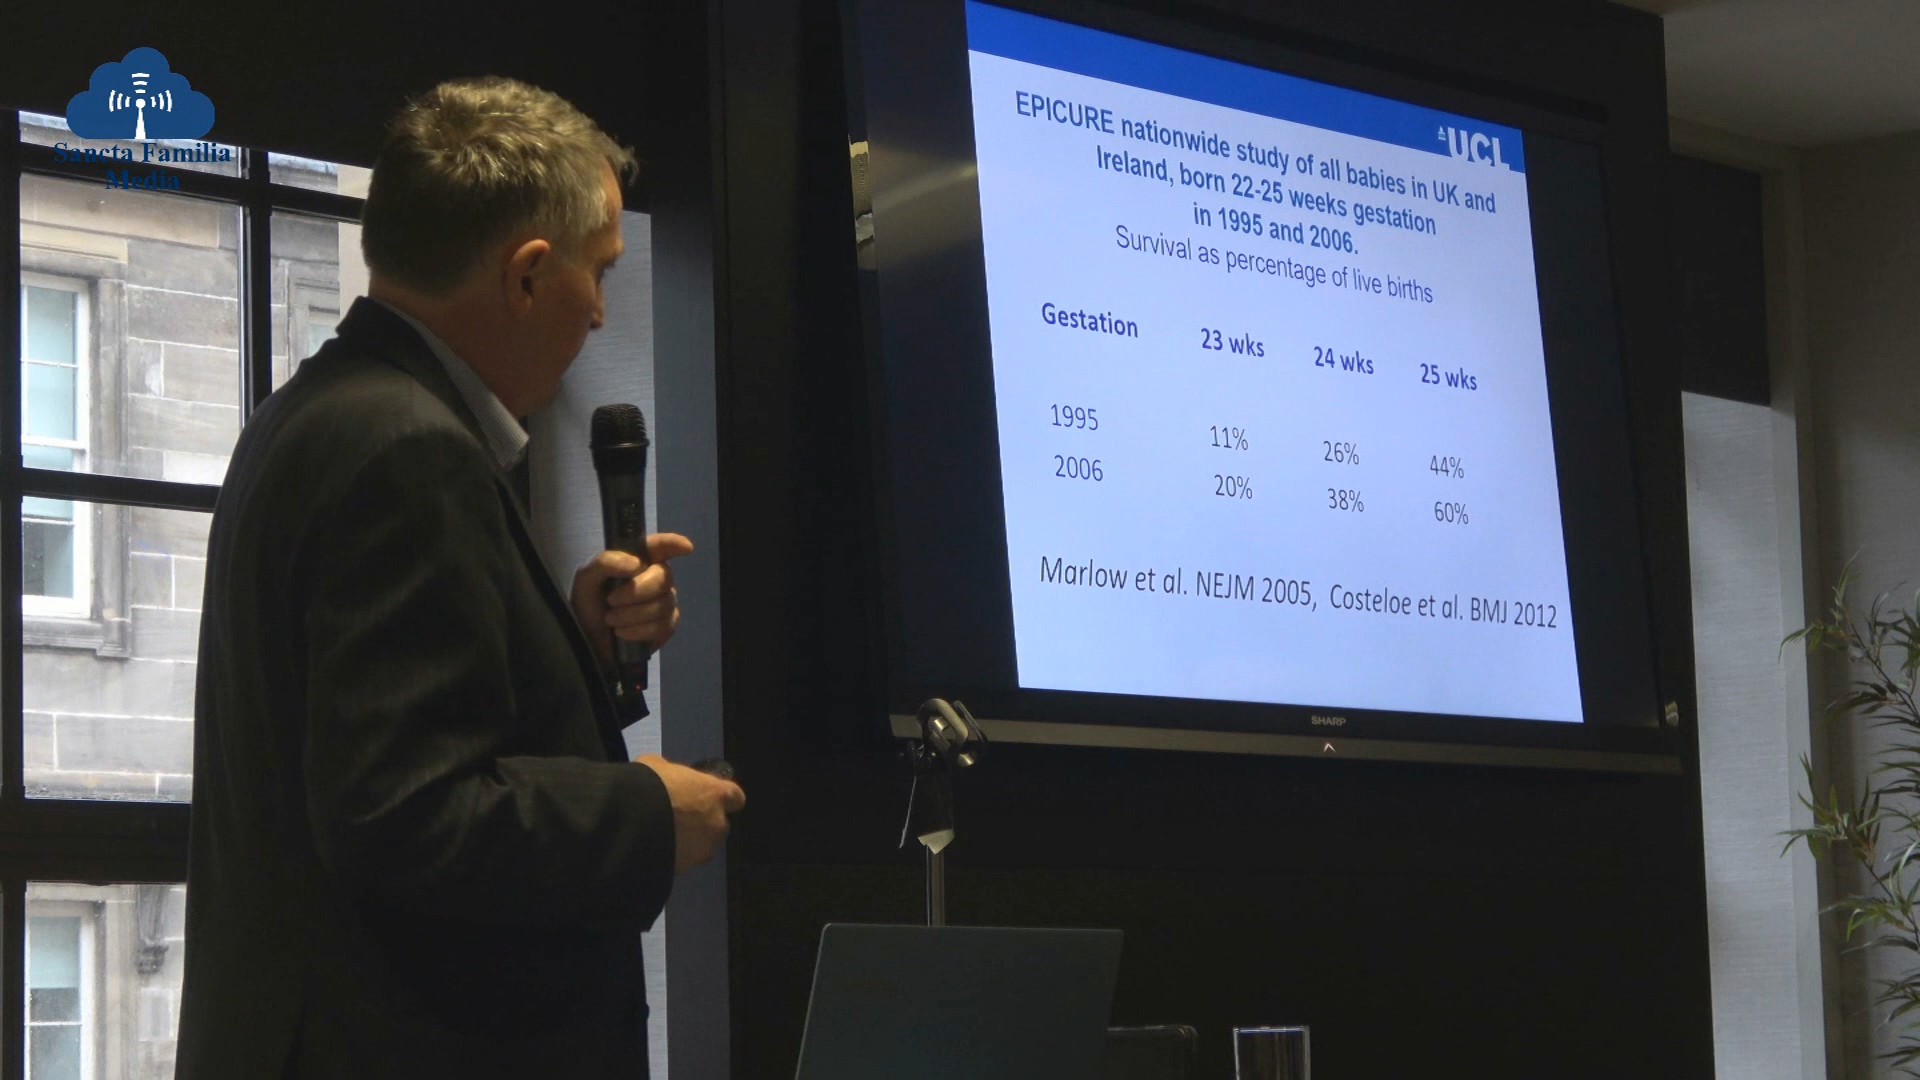 Sancta Familia
Media
UCL
EPICURE nationwide study of all babies in UK and
Ireland, born 22-25 weeks gestation
in 1995 and 2006.
Survival as percentage of live births
Gestation 23 wks 24 wks 25 wks
1995 11% 26% 44%
2006 20% 38% 60%
Marlow et al. NEJM 2005, Costeloe et al. BMJ 2012
SHARP